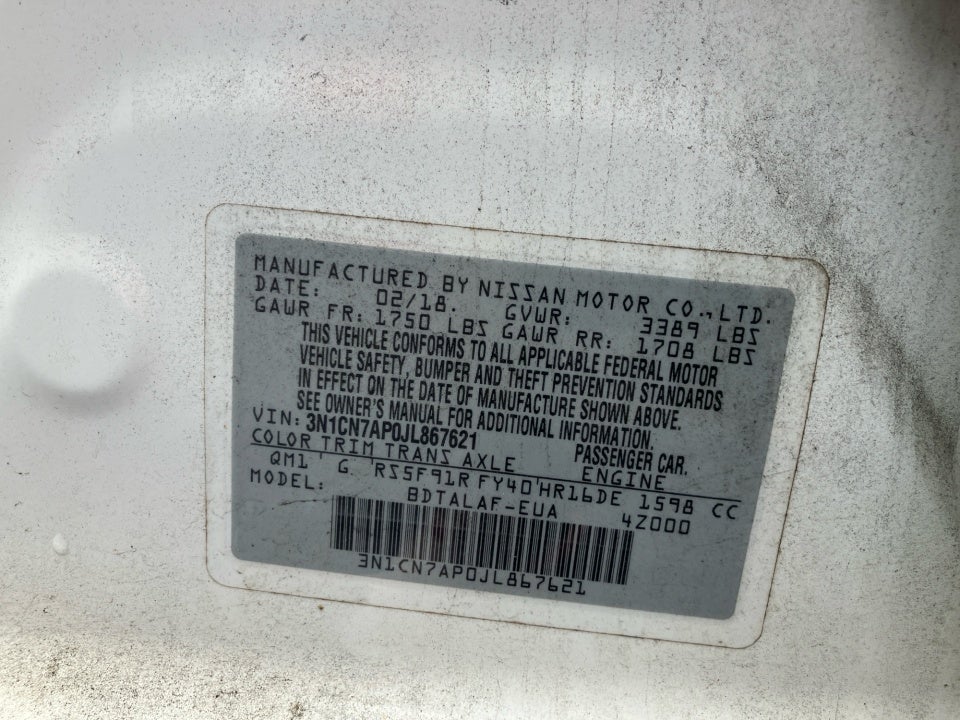 MANUFACTURED BY NISSAN MOTOR CO.,LTD.
DATE: 02/18. GVWR: 3389 LBS
GAWR FR: 1750 LBS GAWR RR: 1708 LBS
THIS VEHICLE CONFORMS TO ALL APPLICABLE FEDERAL MOTOR
VEHICLE SAFETY, BUMPER AND THEFT PREVENTION STANDARDS
IN EFFECT ON THE DATE OF MANUFACTURE SHOWN ABOVE.
SEE OWNER'S MANUAL FOR ADDITIONAL INFORMATION.
VIN: 3N1CN7AP0JL867621 PASSENGER CAR.
COLOR TRIM TRANS AXLE ENGINE
QM1 ' G 'RS5F91R FY40'HR16DE 1598 CC
MODEL: BDTALAF-EUA 4Z000
3N1CN7AP0JL867621